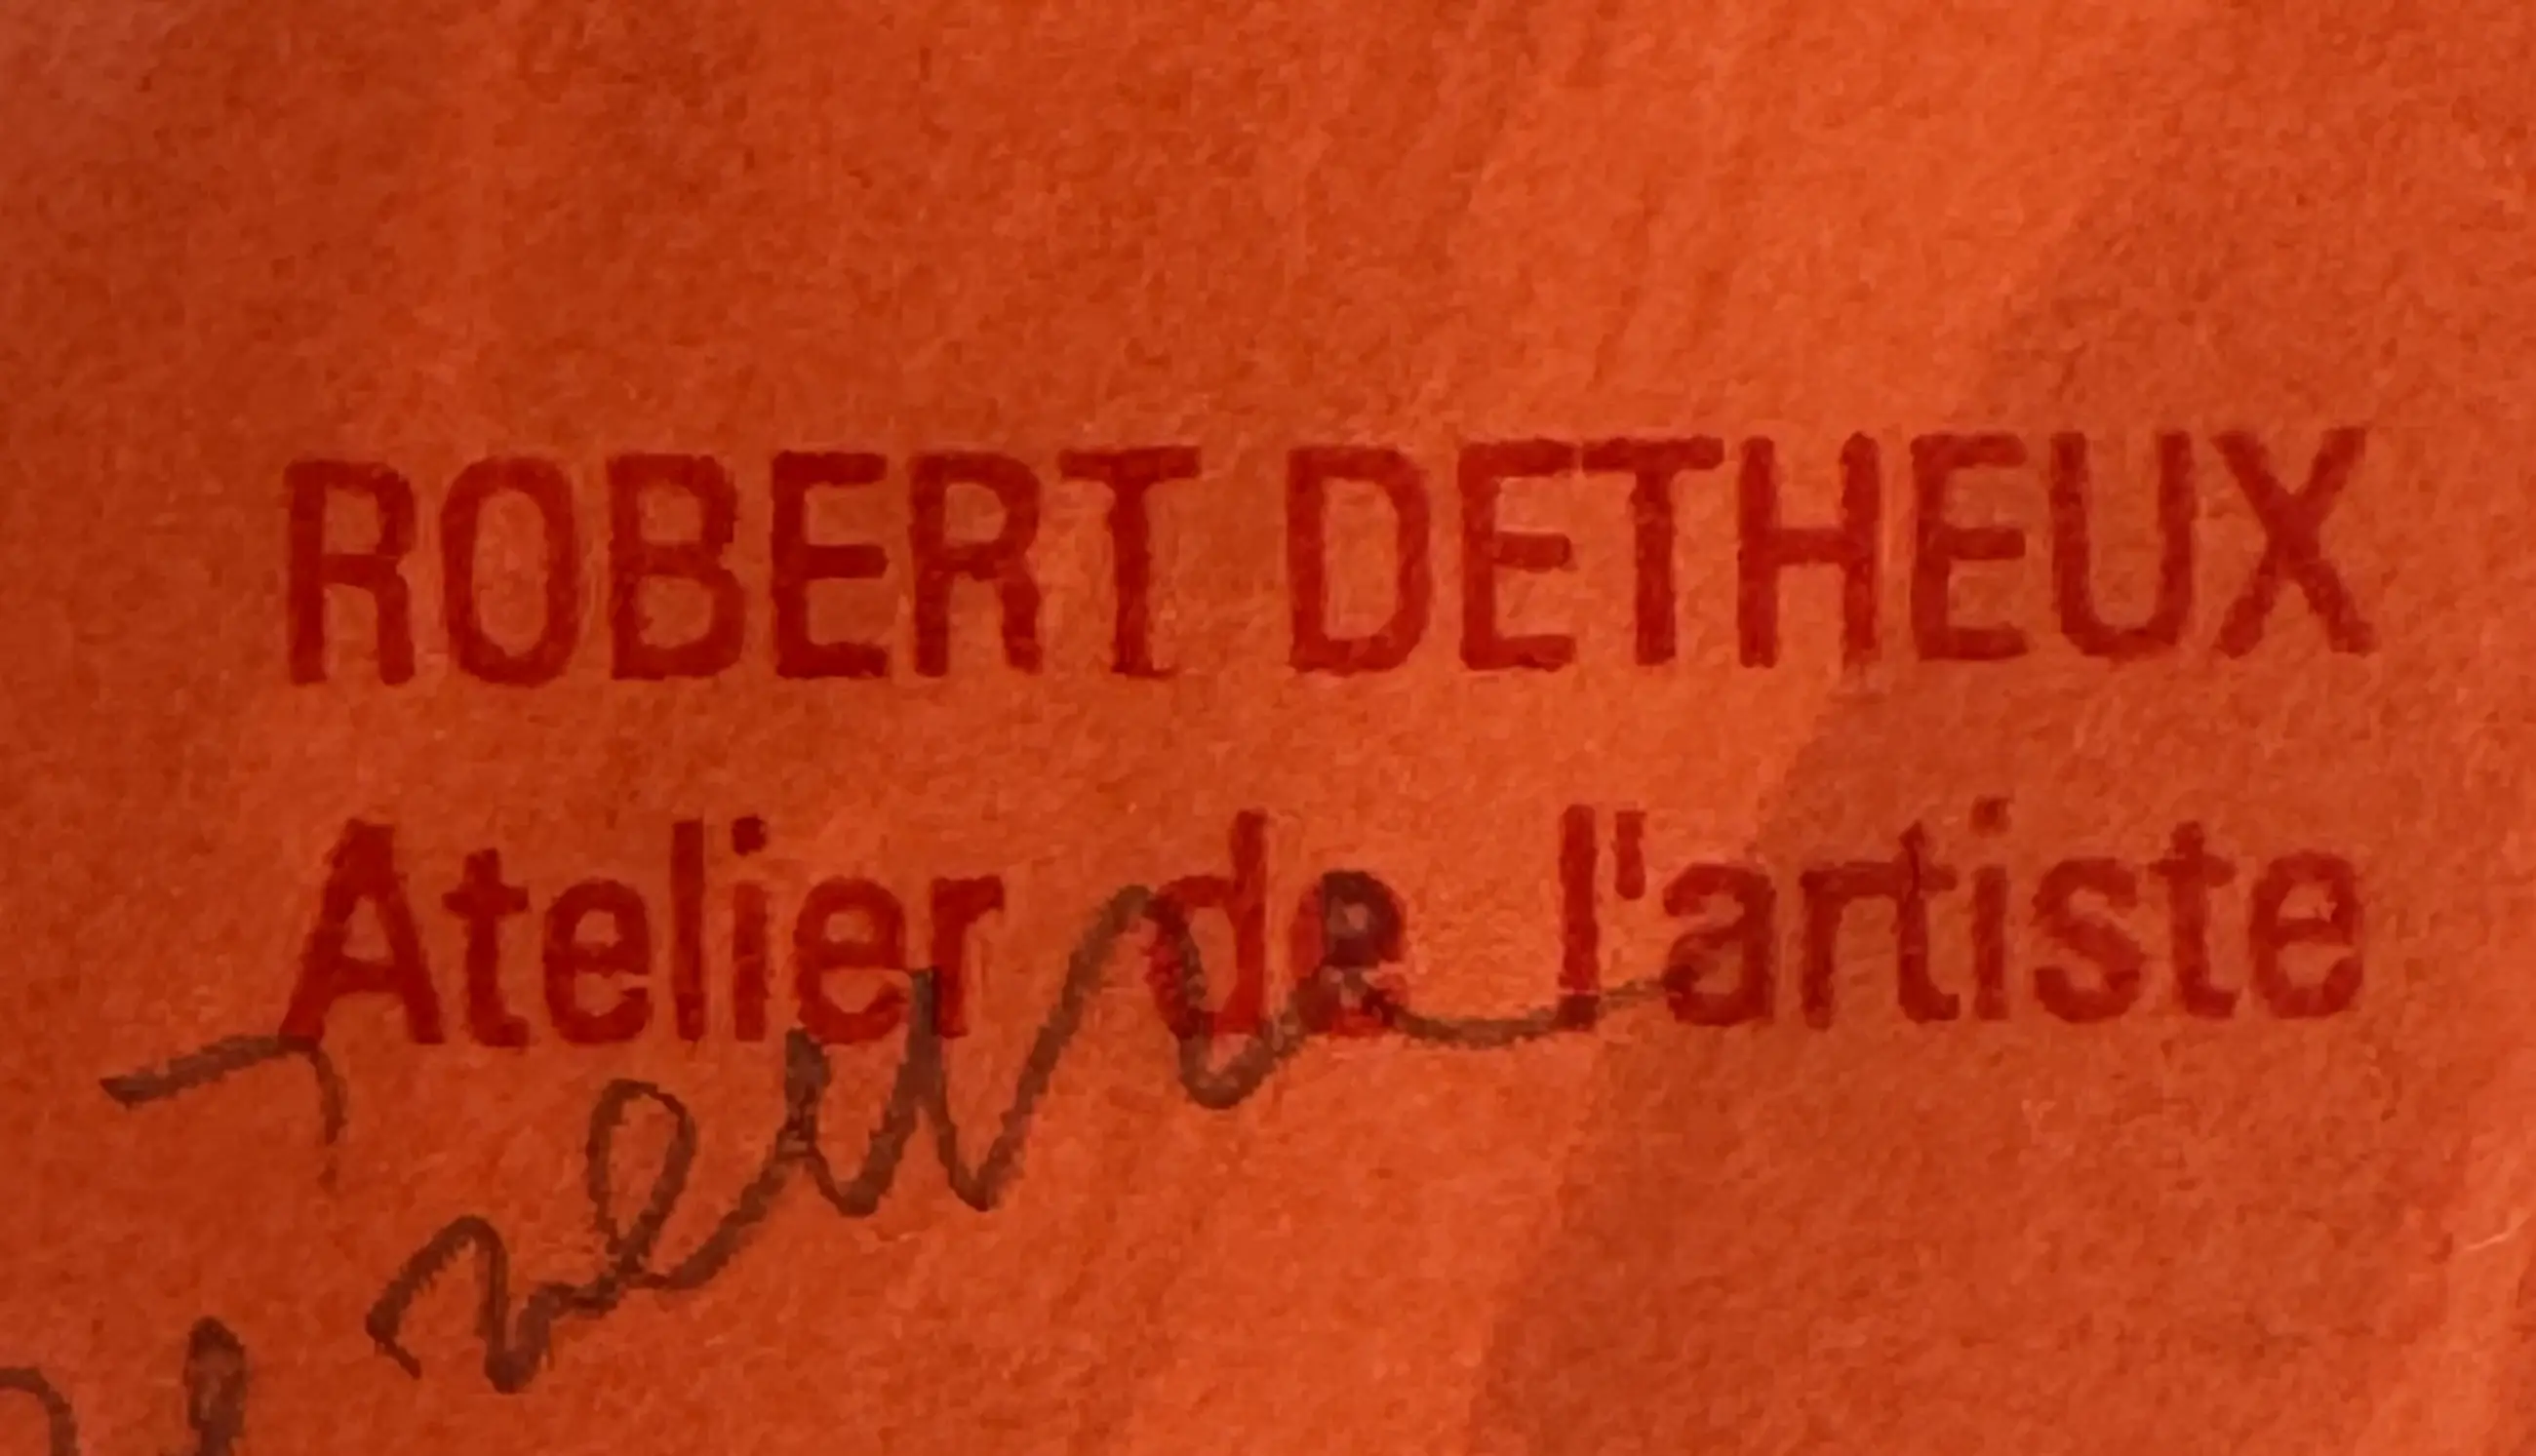 ROBERT DETHEUX
Atelier de l'artiste